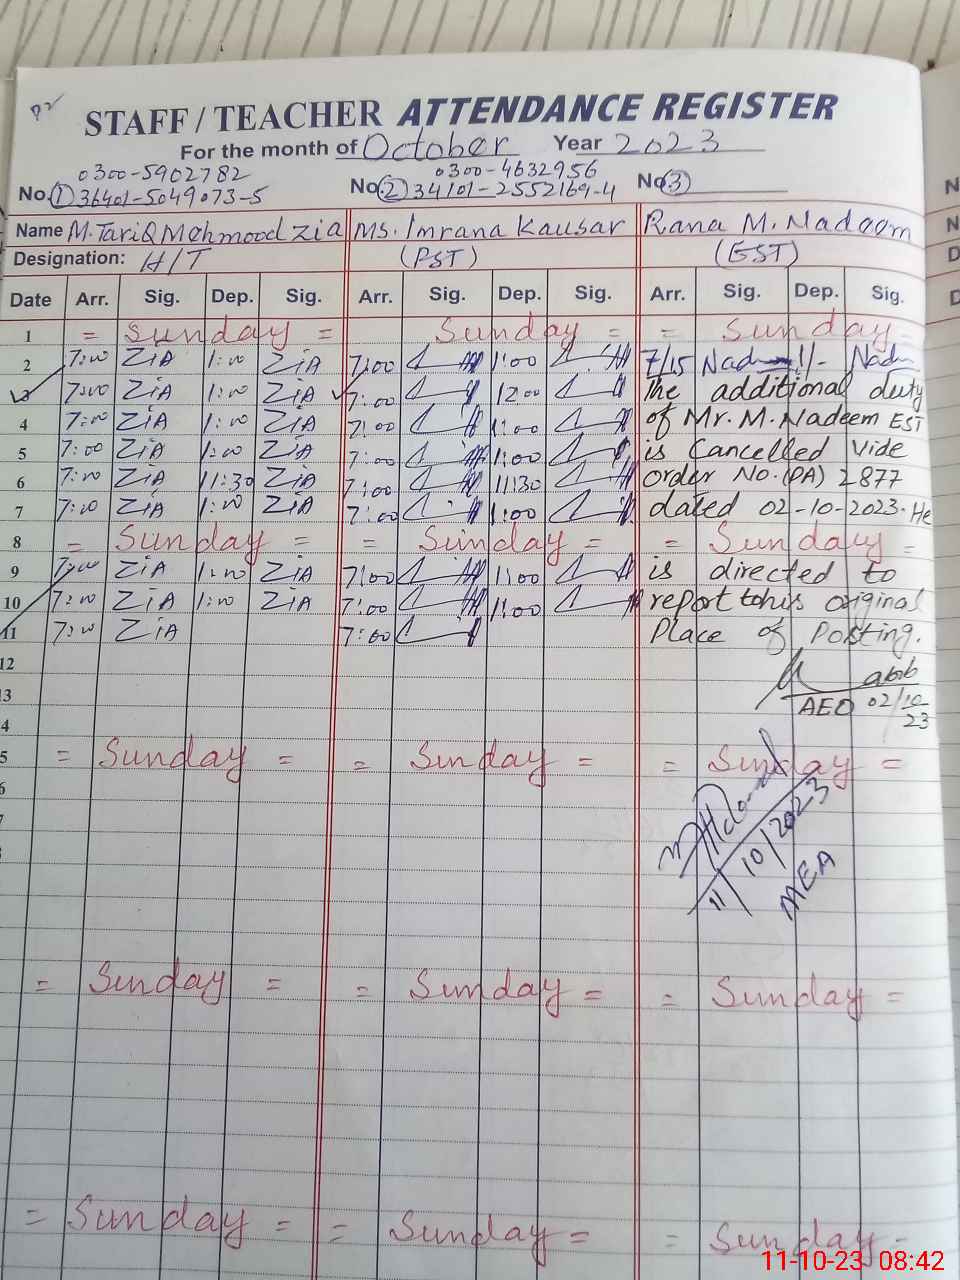 P2
STAFF / TEACHER ATTENDANCE REGISTER
For the month of October Year 2023
0300-5902782 0300-4632956
No. (1) 36401-5049073-5 No. (2) 34101-2552169-4 No. (3)
Name M. TariQ Mehmood Zia Ms. Imrana Kausar Rana M. Nadeem
Designation: H/T (PST) (EST)
Date Arr. Sig. Dep. Sig. Arr. Sig. Dep. Sig. Arr. Sig. Dep. Sig.
1 = Sunday = Sunday = = Sunday =
2 7:00 ZiA 1:00 ZiA 7:00 1:00 7/15
3 7:00 ZiA 1:00 ZiA 7:00 1200 The additional duty
4 7:00 ZiA 1:00 ZiA 7:00 1:00 of Mr. M. Nadeem EST
5 7:00 ZiA 1:00 ZiA 7:00 1:00 is Cancelled Vide
6 7:00 ZiA 11:30 ZiA 7:00 11:30 order No. (PA) 2877
7 7:00 ZiA 1:00 ZiA 7:00 1:00 dated 02-10-2023. He
8 = Sunday = = Sunday = = Sunday =
9 7:00 ZiA 1:00 ZiA 7:00 1:00 is directed to
10 7:00 ZiA 1:00 ZiA 7:00 1:00 report to his original
11 7:00 ZiA 7:00 Place of Posting.
12
13 AEO 02/10
4 23
5 = Sunday = = Sunday = = Sunday =
6
7
11/10/2023
MEA
= Sunday = = Sunday = = Sunday =
= Sunday = = Sunday = = Sunday =
11-10-23 08:42